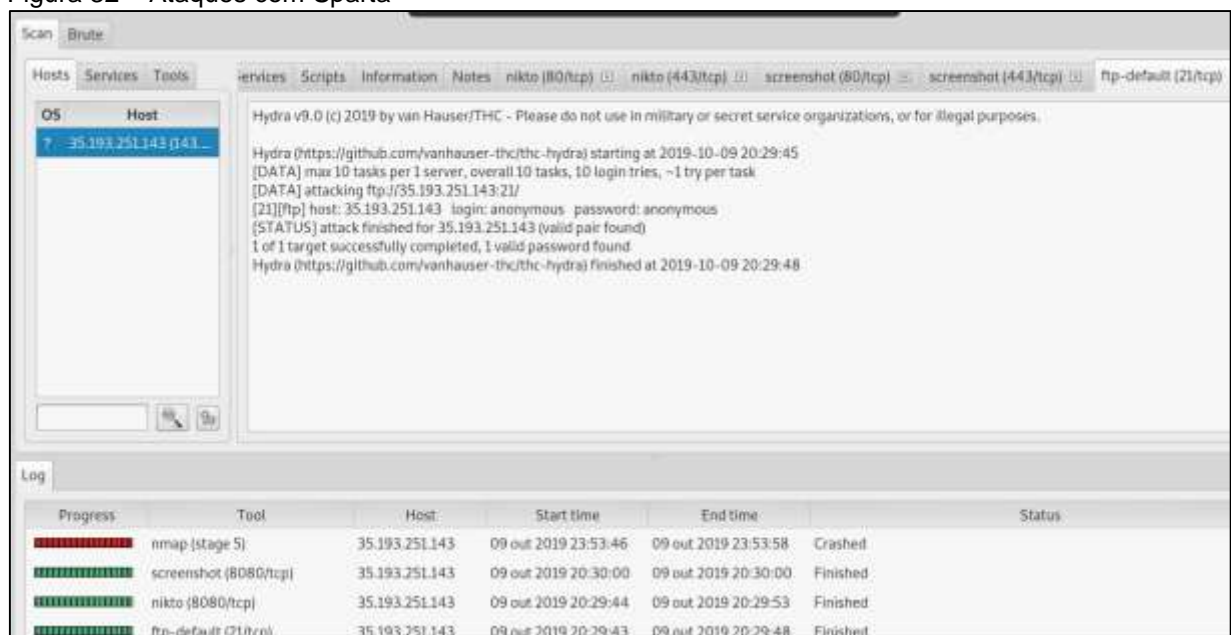 Figura 32 – Ataques com Sparta
Scan Brute
Hosts Services Tools
ervices Scripts Information Notes nikto (80/tcp) nikto (443/tcp) screenshot (80/tcp) screenshot (443/tcp) ftp-default (21/tcp)
OS Host
? 35.193.251.143 (143....
Hydra v9.0 (c) 2019 by van Hauser/THC - Please do not use in military or secret service organizations, or for illegal purposes.
Hydra (https://github.com/vanhauser-thc/thc-hydra) starting at 2019-10-09 20:29:45
[DATA] max 10 tasks per 1 server, overall 10 tasks, 10 login tries, ~1 try per task
[DATA] attacking ftp://35.193.251.143:21/
[21][ftp] host: 35.193.251.143 login: anonymous password: anonymous
[STATUS] attack finished for 35.193.251.143 (valid pair found)
1 of 1 target successfully completed, 1 valid password found
Hydra (https://github.com/vanhauser-thc/thc-hydra) finished at 2019-10-09 20:29:48
Log
Progress Tool Host Start time End time Status
nmap (stage 5) 35.193.251.143 09 out 2019 23:53:46 09 out 2019 23:53:58 Crashed
screenshot (8080/tcp) 35.193.251.143 09 out 2019 20:30:00 09 out 2019 20:30:00 Finished
nikto (8080/tcp) 35.193.251.143 09 out 2019 20:29:44 09 out 2019 20:29:53 Finished
ftp-default (21/tcp) 35.193.251.143 09 out 2019 20:29:43 09 out 2019 20:29:48 Finished